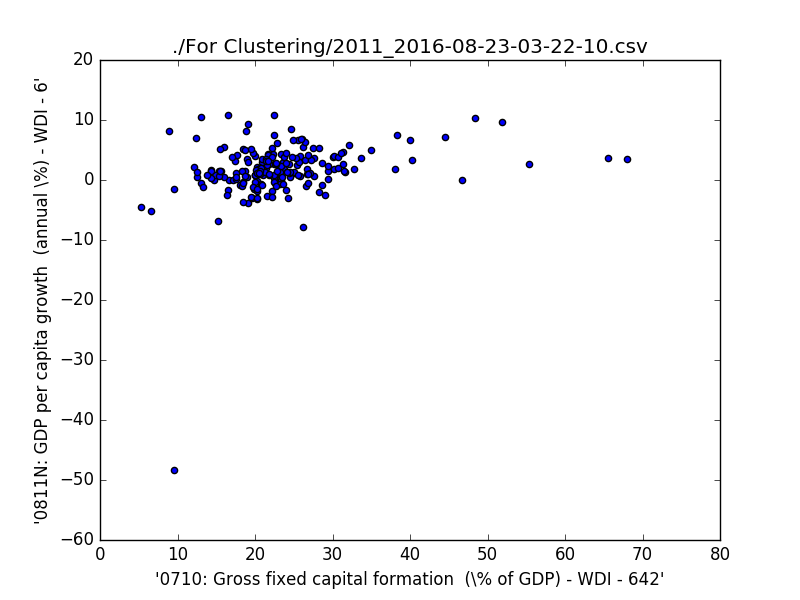 ./For Clustering/2011_2016-08-23-03-22-10.csv
20
10
0
−10
−20
−30
−40
−50
−60
'0811N: GDP per capita growth  (annual \%) - WDI - 6'
0 10 20 30 40 50 60 70 80
'0710: Gross fixed capital formation  (\% of GDP) - WDI - 642'